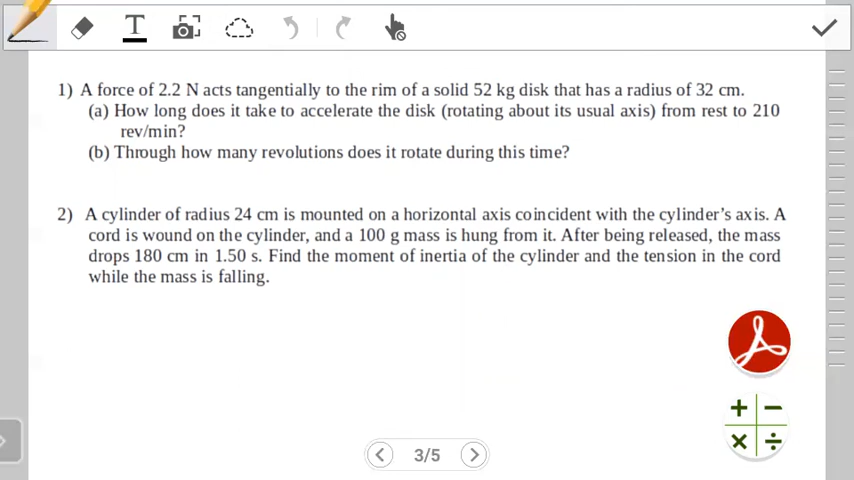 T
1) A force of 2.2 N acts tangentially to the rim of a solid 52 kg disk that has a radius of 32 cm.
(a) How long does it take to accelerate the disk (rotating about its usual axis) from rest to 210
rev/min?
(b) Through how many revolutions does it rotate during this time?
2) A cylinder of radius 24 cm is mounted on a horizontal axis coincident with the cylinder's axis. A
cord is wound on the cylinder, and a 100 g mass is hung from it. After being released, the mass
drops 180 cm in 1.50 s. Find the moment of inertia of the cylinder and the tension in the cord
while the mass is falling.
+ −
× ÷
3/5